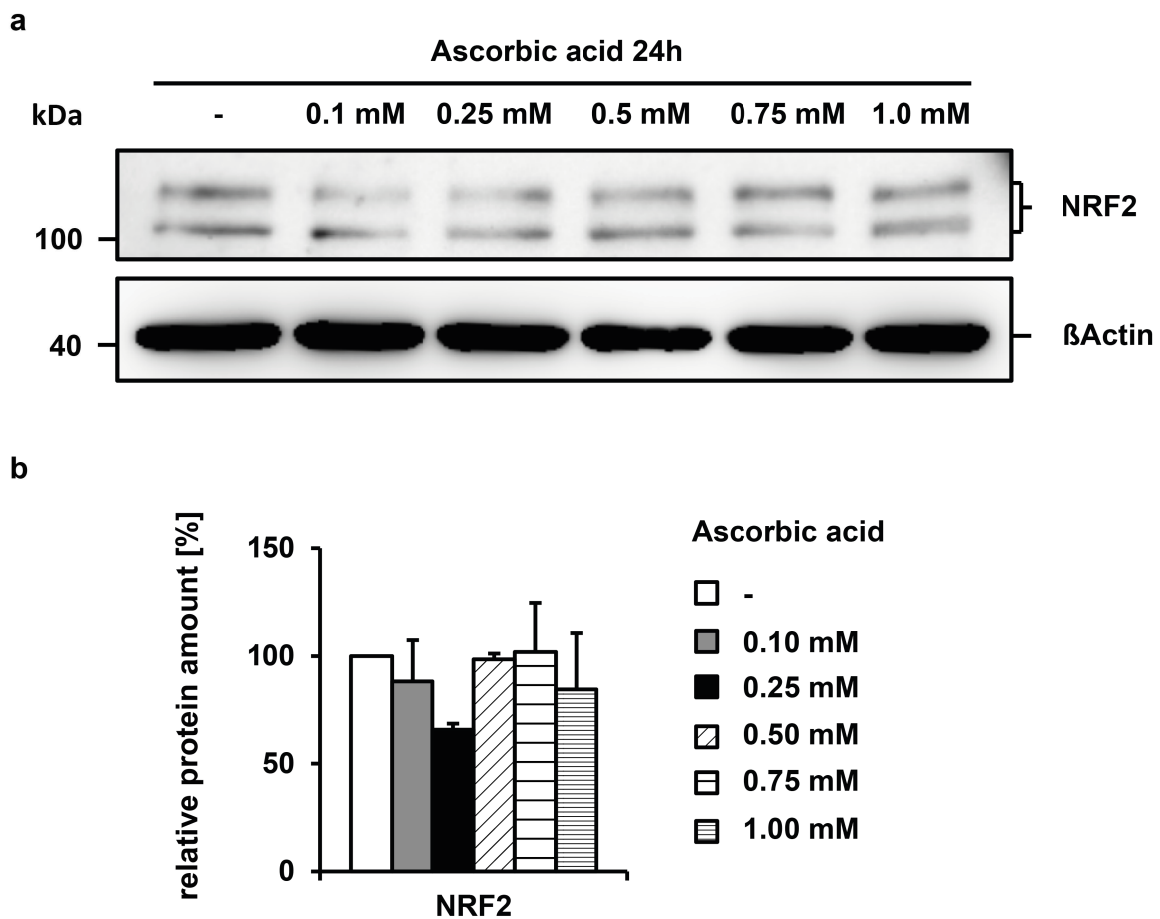 a
Ascorbic acid 24h
kDa - 0.1 mM 0.25 mM 0.5 mM 0.75 mM 1.0 mM
NRF2
100
40
ßActin
b
relative protein amount [%]
150
100
50
0
NRF2
Ascorbic acid
-
0.10 mM
0.25 mM
0.50 mM
0.75 mM
1.00 mM